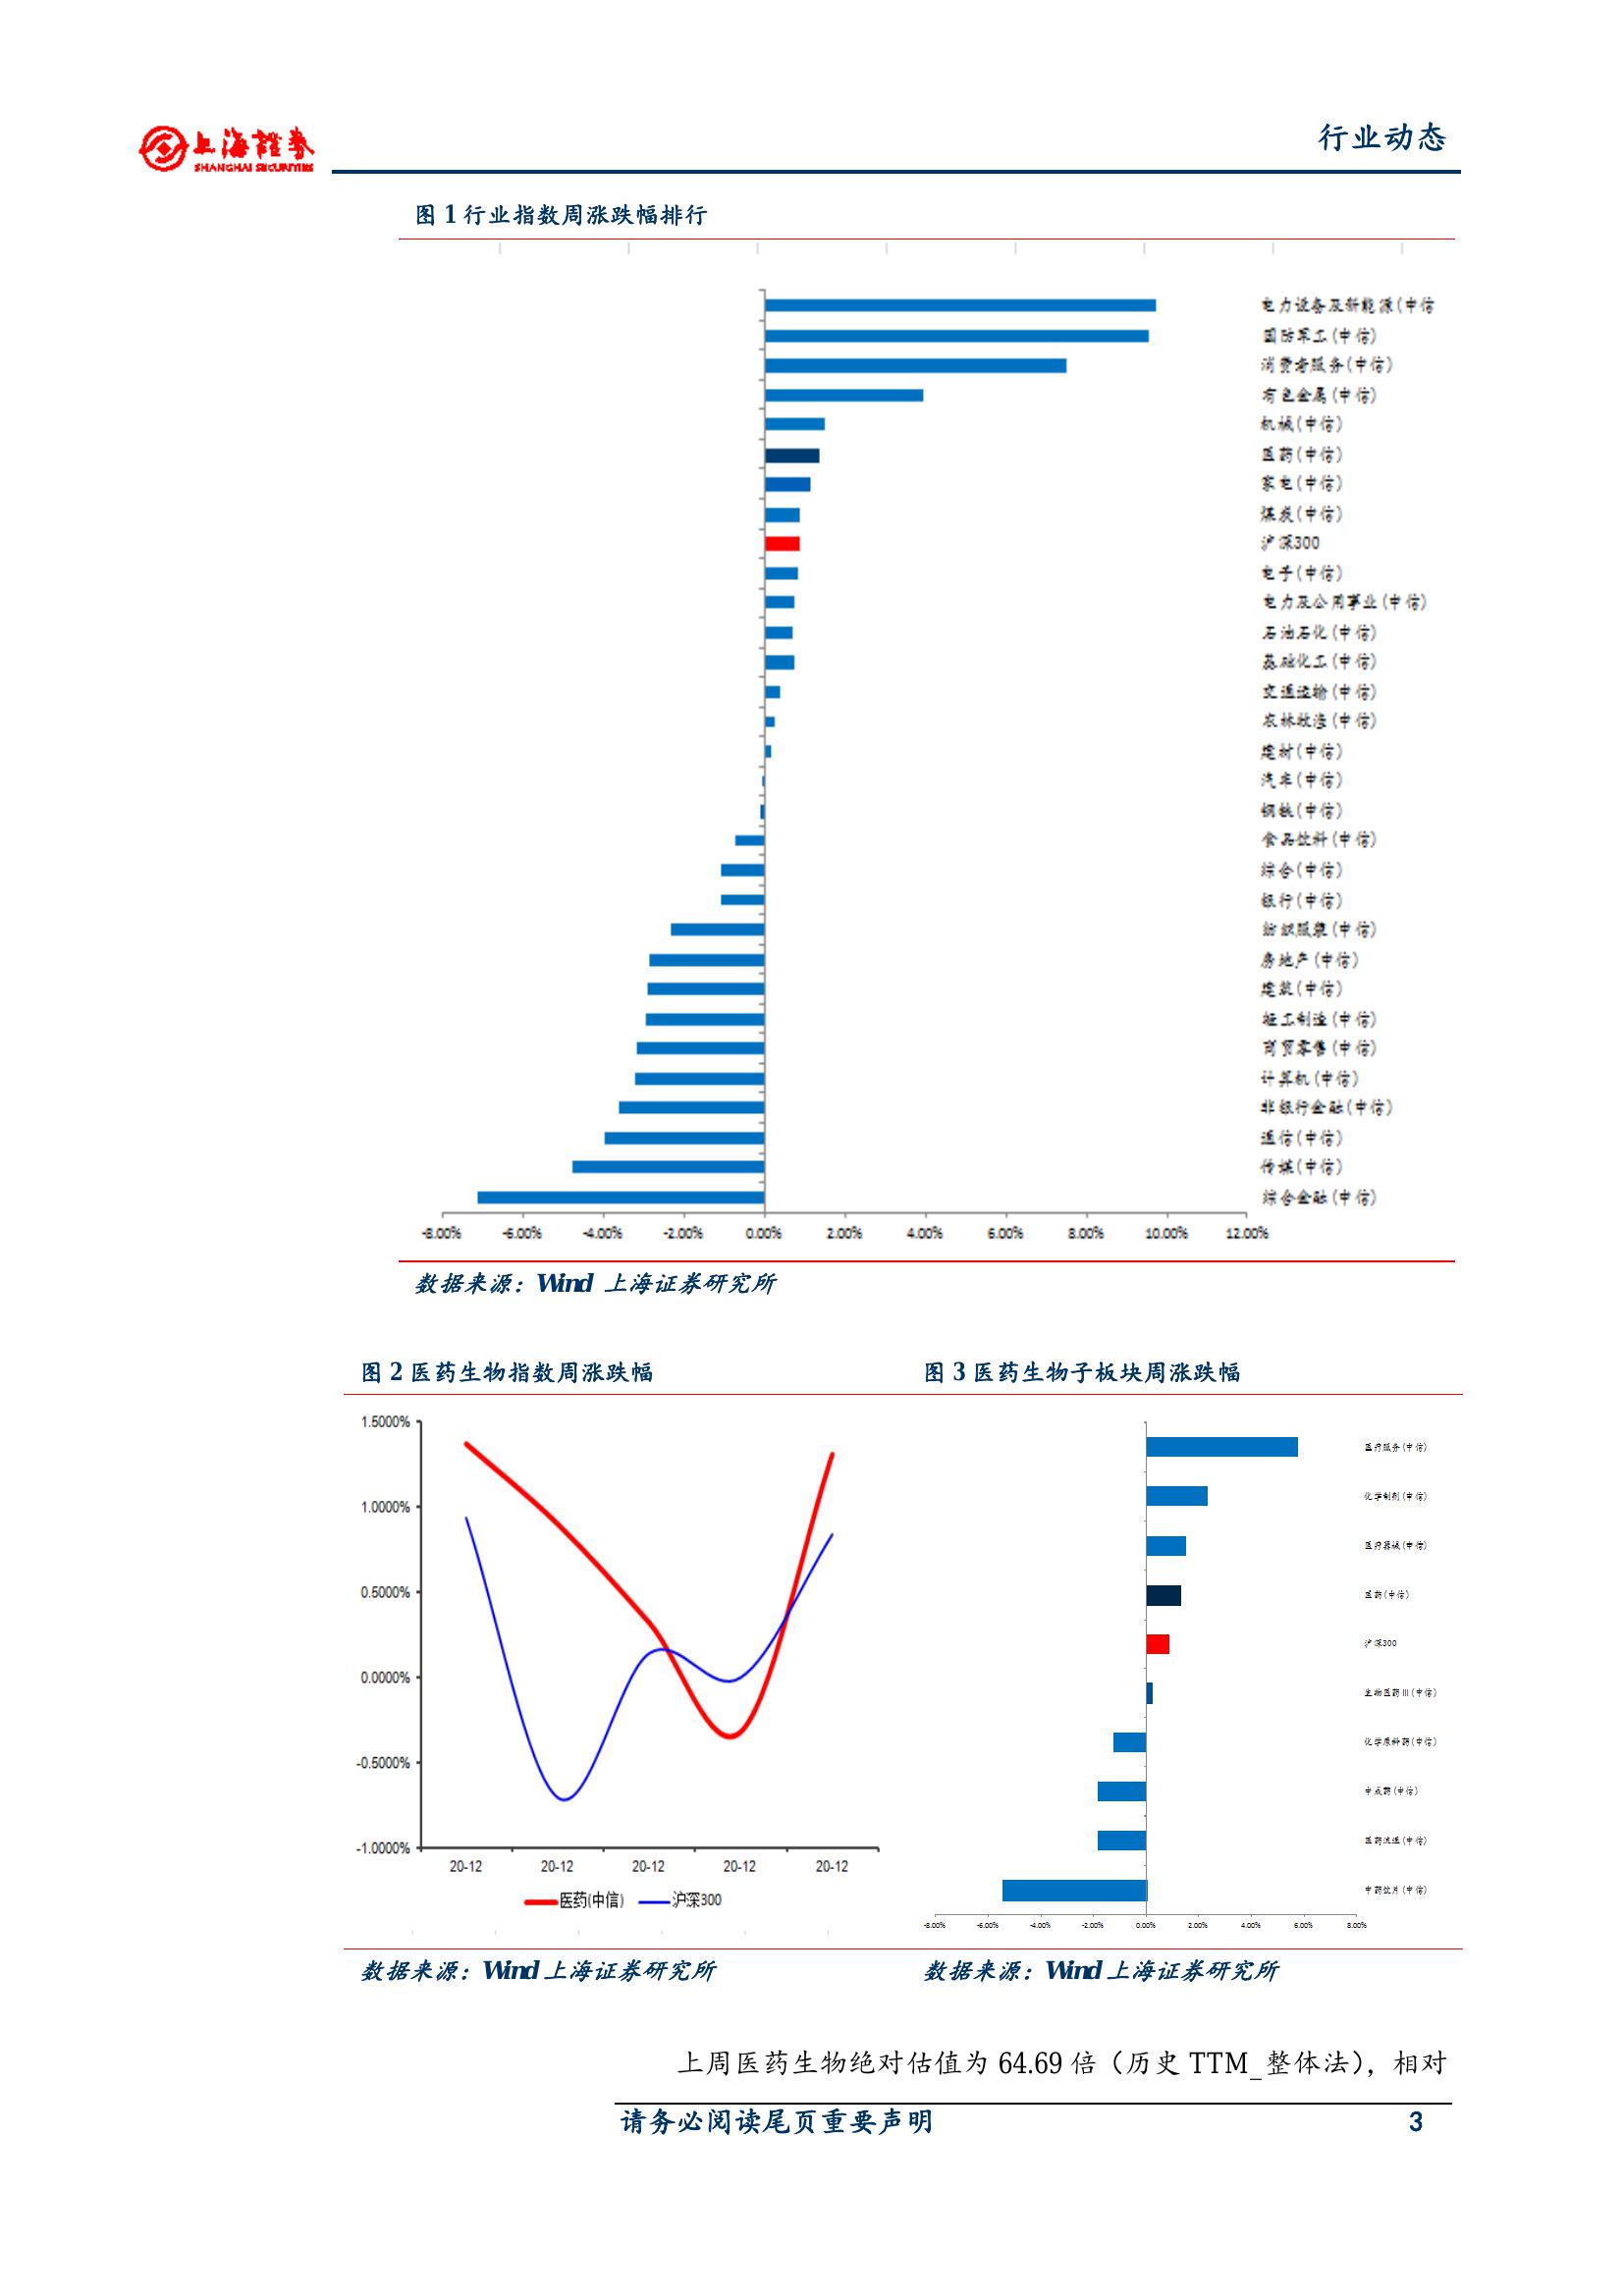 上海證券
SHANGHAI SECURITIES
行业动态
图 1 行业指数周涨跌幅排行
电力设备及新能源(中信
国防军工(中信)
消费者服务(中信)
有色金属(中信)
机械(中信)
医药(中信)
家电(中信)
煤炭(中信)
沪深300
电子(中信)
电力及公用事业(中信)
石油石化(中信)
基础化工(中信)
交通运输(中信)
农林牧渔(中信)
建材(中信)
汽车(中信)
钢铁(中信)
食品饮料(中信)
综合(中信)
银行(中信)
纺织服装(中信)
房地产(中信)
建筑(中信)
轻工制造(中信)
商贸零售(中信)
计算机(中信)
非银行金融(中信)
通信(中信)
传媒(中信)
综合金融(中信)
-8.00% -6.00% -4.00% -2.00% 0.00% 2.00% 4.00% 6.00% 8.00% 10.00% 12.00%
数据来源：Wind 上海证券研究所
图 2 医药生物指数周涨跌幅
1.5000%
1.0000%
0.5000%
0.0000%
-0.5000%
-1.0000%
20-12 20-12 20-12 20-12 20-12
医药(中信) 沪深300
数据来源：Wind 上海证券研究所
图 3 医药生物子板块周涨跌幅
医疗服务(中信)
化学制剂(中信)
医疗器械(中信)
医药(中信)
沪深300
生物医药Ⅲ(中信)
化学原料药(中信)
中成药(中信)
医药流通(中信)
中药饮片(中信)
-8.00% -6.00% -4.00% -2.00% 0.00% 2.00% 4.00% 6.00% 8.00%
数据来源：Wind 上海证券研究所
上周医药生物绝对估值为 64.69 倍（历史 TTM_整体法），相对
请务必阅读尾页重要声明 3